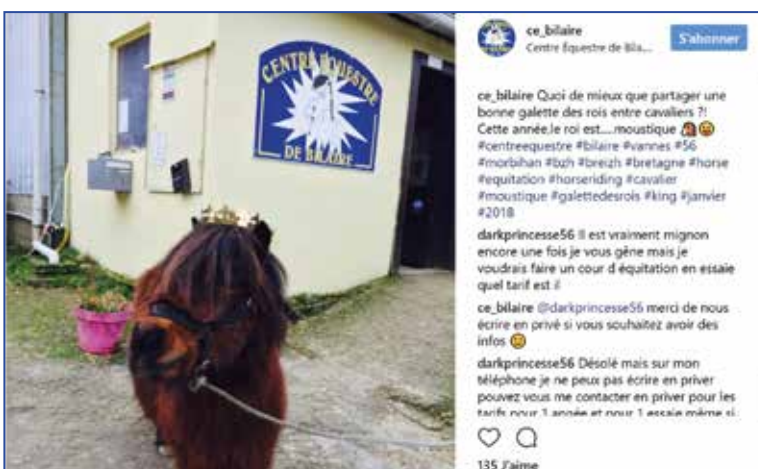 CENTRE EQUESTRE
DE BILAIRE
ce_bilaire
Centre Équestre de Bila...
S'abonner
ce_bilaire Quoi de mieux que partager une
bonne galette des rois entre cavaliers ?!
Cette année,le roi est....moustique
#centreequestre #bilaire #vannes #56
#morbihan #bzh #breizh #bretagne #horse
#equitation #horseriding #cavalier
#moustique #galettedesrois #king #janvier
#2018
darkprincesse56 Il est vraiment mignon
encore une fois je vous gêne mais je
voudrais faire un cour d équitation en essaie
quel tarif est il
ce_bilaire @darkprincesse56 merci de nous
écrire en privé si vous souhaitez avoir des
infos
darkprincesse56 Désolé mais sur mon
téléphone je ne peux pas écrire en priver
pouvez vous me contacter en priver pour les
tarifs pour 1 année et pour 1 essaie même si
135 J'aime